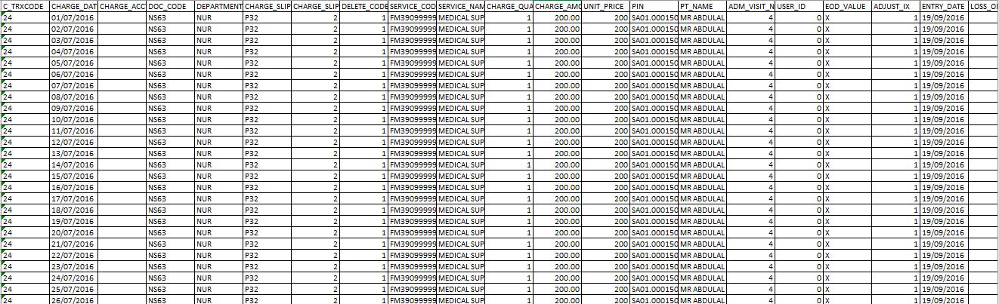 C_TRXCODE CHARGE_DAT CHARGE_ACC DOC_CODE DEPARTMENT CHARGE_SLIP CHARGE_SLIP DELETE_CODE SERVICE_COD SERVICE_NAM CHARGE_QUA CHARGE_AMO UNIT_PRICE PIN PT_NAME ADM_VISIT_N USER_ID EOD_VALUE ADJUST_IX ENTRY_DATE LOSS_O
24 01/07/2016 NS63 NUR P32 2 1 FM39099999 MEDICAL SUP 1 200.00 200 SA01.000150 MR ABDULAL 4 0 X 1 19/09/2016
24 02/07/2016 NS63 NUR P32 2 1 FM39099999 MEDICAL SUP 1 200.00 200 SA01.000150 MR ABDULAL 4 0 X 1 19/09/2016
24 03/07/2016 NS63 NUR P32 2 1 FM39099999 MEDICAL SUP 1 200.00 200 SA01.000150 MR ABDULAL 4 0 X 1 19/09/2016
24 04/07/2016 NS63 NUR P32 2 1 FM39099999 MEDICAL SUP 1 200.00 200 SA01.000150 MR ABDULAL 4 0 X 1 19/09/2016
24 05/07/2016 NS63 NUR P32 2 1 FM39099999 MEDICAL SUP 1 200.00 200 SA01.000150 MR ABDULAL 4 0 X 1 19/09/2016
24 06/07/2016 NS63 NUR P32 2 1 FM39099999 MEDICAL SUP 1 200.00 200 SA01.000150 MR ABDULAL 4 0 X 1 19/09/2016
24 07/07/2016 NS63 NUR P32 2 1 FM39099999 MEDICAL SUP 1 200.00 200 SA01.000150 MR ABDULAL 4 0 X 1 19/09/2016
24 08/07/2016 NS63 NUR P32 2 1 FM39099999 MEDICAL SUP 1 200.00 200 SA01.000150 MR ABDULAL 4 0 X 1 19/09/2016
24 09/07/2016 NS63 NUR P32 2 1 FM39099999 MEDICAL SUP 1 200.00 200 SA01.000150 MR ABDULAL 4 0 X 1 19/09/2016
24 10/07/2016 NS63 NUR P32 2 1 FM39099999 MEDICAL SUP 1 200.00 200 SA01.000150 MR ABDULAL 4 0 X 1 19/09/2016
24 11/07/2016 NS63 NUR P32 2 1 FM39099999 MEDICAL SUP 1 200.00 200 SA01.000150 MR ABDULAL 4 0 X 1 19/09/2016
24 12/07/2016 NS63 NUR P32 2 1 FM39099999 MEDICAL SUP 1 200.00 200 SA01.000150 MR ABDULAL 4 0 X 1 19/09/2016
24 13/07/2016 NS63 NUR P32 2 1 FM39099999 MEDICAL SUP 1 200.00 200 SA01.000150 MR ABDULAL 4 0 X 1 19/09/2016
24 14/07/2016 NS63 NUR P32 2 1 FM39099999 MEDICAL SUP 1 200.00 200 SA01.000150 MR ABDULAL 4 0 X 1 19/09/2016
24 15/07/2016 NS63 NUR P32 2 1 FM39099999 MEDICAL SUP 1 200.00 200 SA01.000150 MR ABDULAL 4 0 X 1 19/09/2016
24 16/07/2016 NS63 NUR P32 2 1 FM39099999 MEDICAL SUP 1 200.00 200 SA01.000150 MR ABDULAL 4 0 X 1 19/09/2016
24 17/07/2016 NS63 NUR P32 2 1 FM39099999 MEDICAL SUP 1 200.00 200 SA01.000150 MR ABDULAL 4 0 X 1 19/09/2016
24 18/07/2016 NS63 NUR P32 2 1 FM39099999 MEDICAL SUP 1 200.00 200 SA01.000150 MR ABDULAL 4 0 X 1 19/09/2016
24 19/07/2016 NS63 NUR P32 2 1 FM39099999 MEDICAL SUP 1 200.00 200 SA01.000150 MR ABDULAL 4 0 X 1 19/09/2016
24 20/07/2016 NS63 NUR P32 2 1 FM39099999 MEDICAL SUP 1 200.00 200 SA01.000150 MR ABDULAL 4 0 X 1 19/09/2016
24 21/07/2016 NS63 NUR P32 2 1 FM39099999 MEDICAL SUP 1 200.00 200 SA01.000150 MR ABDULAL 4 0 X 1 19/09/2016
24 22/07/2016 NS63 NUR P32 2 1 FM39099999 MEDICAL SUP 1 200.00 200 SA01.000150 MR ABDULAL 4 0 X 1 19/09/2016
24 23/07/2016 NS63 NUR P32 2 1 FM39099999 MEDICAL SUP 1 200.00 200 SA01.000150 MR ABDULAL 4 0 X 1 19/09/2016
24 24/07/2016 NS63 NUR P32 2 1 FM39099999 MEDICAL SUP 1 200.00 200 SA01.000150 MR ABDULAL 4 0 X 1 19/09/2016
24 25/07/2016 NS63 NUR P32 2 1 FM39099999 MEDICAL SUP 1 200.00 200 SA01.000150 MR ABDULAL 4 0 X 1 19/09/2016
24 26/07/2016 NS63 NUR P32 2 1 FM39099999 MEDICAL SUP 1 200.00 200 SA01.000150 MR ABDULAL 4 0 X 1 19/09/2016